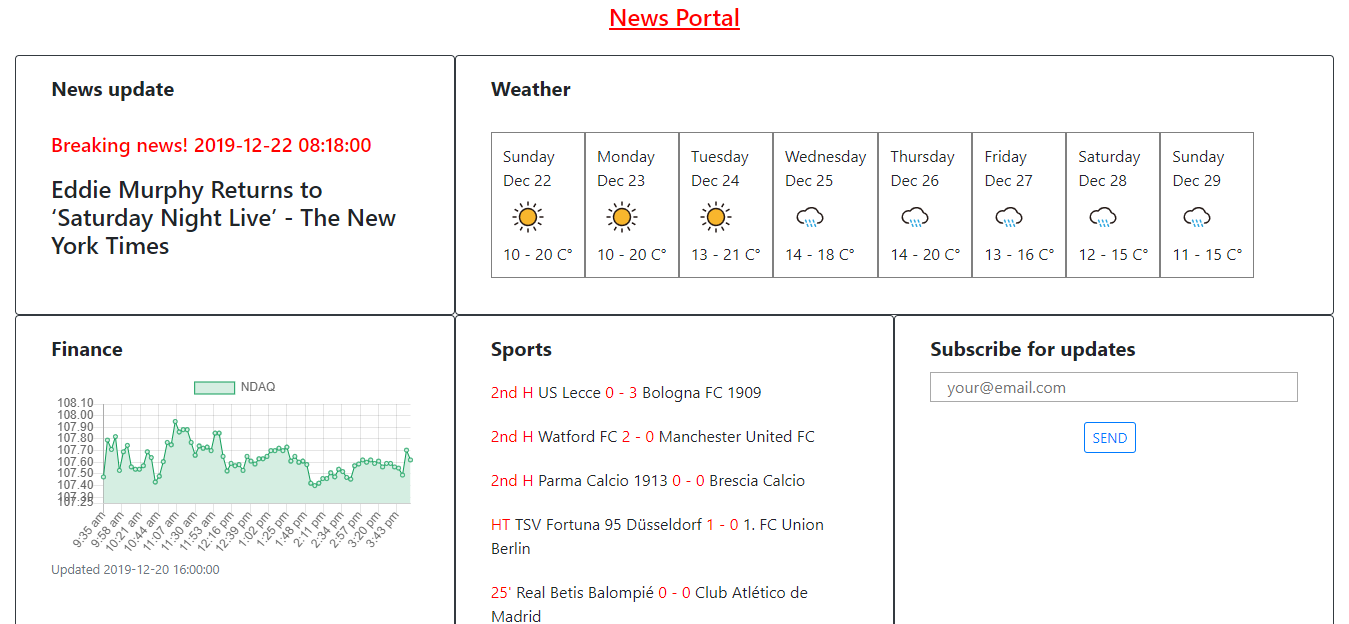 News Portal
News update
Breaking news! 2019-12-22 08:18:00
Eddie Murphy Returns to
‘Saturday Night Live’ - The New
York Times
Weather
Sunday
Dec 22
10 - 20 C°
Monday
Dec 23
10 - 20 C°
Tuesday
Dec 24
13 - 21 C°
Wednesday
Dec 25
14 - 18 C°
Thursday
Dec 26
14 - 20 C°
Friday
Dec 27
13 - 16 C°
Saturday
Dec 28
12 - 15 C°
Sunday
Dec 29
11 - 15 C°
Finance
NDAQ
108.10
108.00
107.90
107.80
107.70
107.60
107.50
107.40
107.30
107.25
9:35 am
9:58 am
10:21 am
10:44 am
11:07 am
11:30 am
11:53 am
12:16 pm
12:39 pm
1:02 pm
1:25 pm
1:48 pm
2:11 pm
2:34 pm
2:57 pm
3:20 pm
3:43 pm
Updated 2019-12-20 16:00:00
Sports
2nd H US Lecce 0 - 3 Bologna FC 1909
2nd H Watford FC 2 - 0 Manchester United FC
2nd H Parma Calcio 1913 0 - 0 Brescia Calcio
HT TSV Fortuna 95 Düsseldorf 1 - 0 1. FC Union
Berlin
25' Real Betis Balompié 0 - 0 Club Atlético de
Madrid
Subscribe for updates
your@email.com
SEND